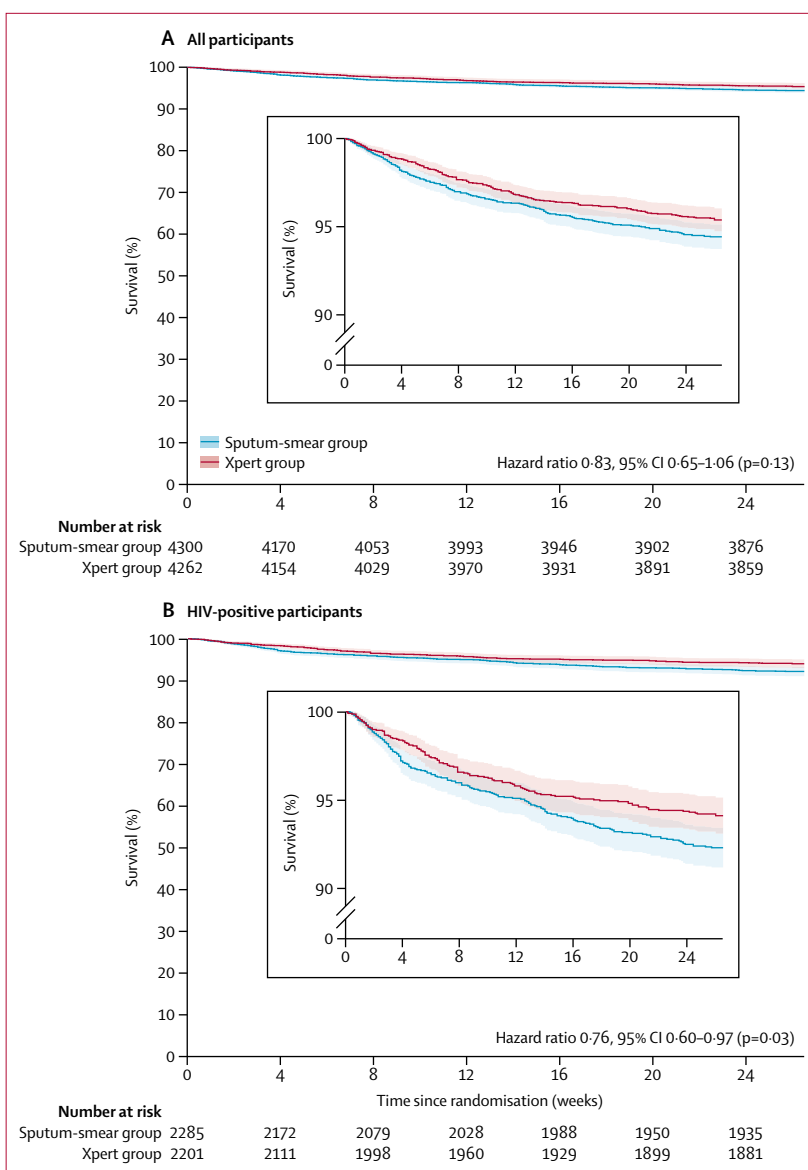 A All participants
100
90
80
70
60
50
40
30
20
10
0
Survival (%)
100
95
90
0
Survival (%)
0 4 8 12 16 20 24
Sputum-smear group
Xpert group
Hazard ratio 0·83, 95% CI 0·65–1·06 (p=0·13)
0 4 8 12 16 20 24
Number at risk
Sputum-smear group 4300 4170 4053 3993 3946 3902 3876
Xpert group 4262 4154 4029 3970 3931 3891 3859
B HIV-positive participants
100
90
80
70
60
50
40
30
20
10
0
Survival (%)
100
95
90
0
Survival (%)
0 4 8 12 16 20 24
Hazard ratio 0·76, 95% CI 0·60–0·97 (p=0·03)
0 4 8 12 16 20 24
Time since randomisation (weeks)
Number at risk
Sputum-smear group 2285 2172 2079 2028 1988 1950 1935
Xpert group 2201 2111 1998 1960 1929 1899 1881